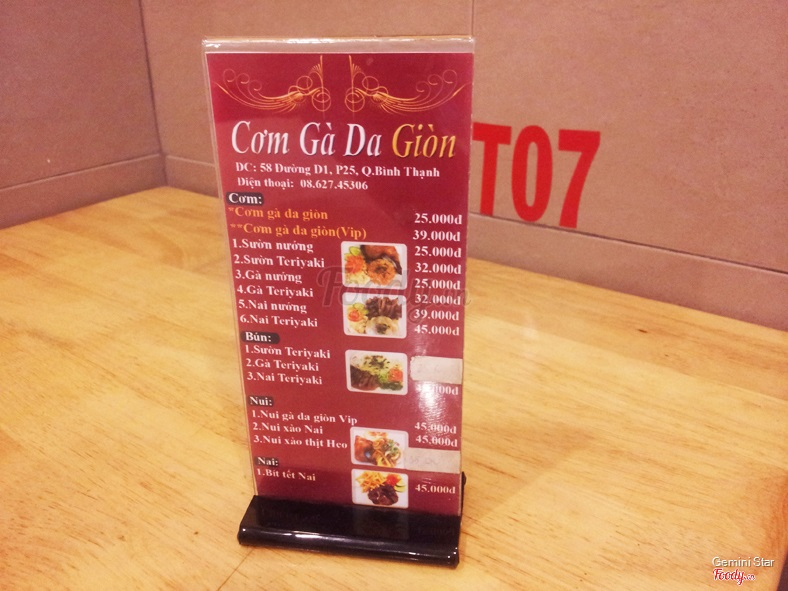 Cơm Gà Da Giòn
DC: 58 Đường D1, P25, Q.Bình Thạnh
Điện thoại: 08.627.45306
T07
Cơm:
*Cơm gà da giòn 25.000đ
**Cơm gà da giòn(Vip) 39.000đ
1.Sườn nướng 25.000đ
2.Sườn Teriyaki 32.000đ
3.Gà nướng 25.000đ
4.Gà Teriyaki 32.000đ
5.Nai nướng 39.000đ
6.Nai Teriyaki 45.000đ
Bún:
1.Sườn Teriyaki
2.Gà Teriyaki
3.Nai Teriyaki
Nui:
1.Nui gà da giòn Vip 45.000đ
2.Nui xào Nai 45.000đ
3.Nui xào thịt Heo
Nai:
1.Bít tết Nai 45.000đ
Foody.vn
Gemini Star
Foody.vn